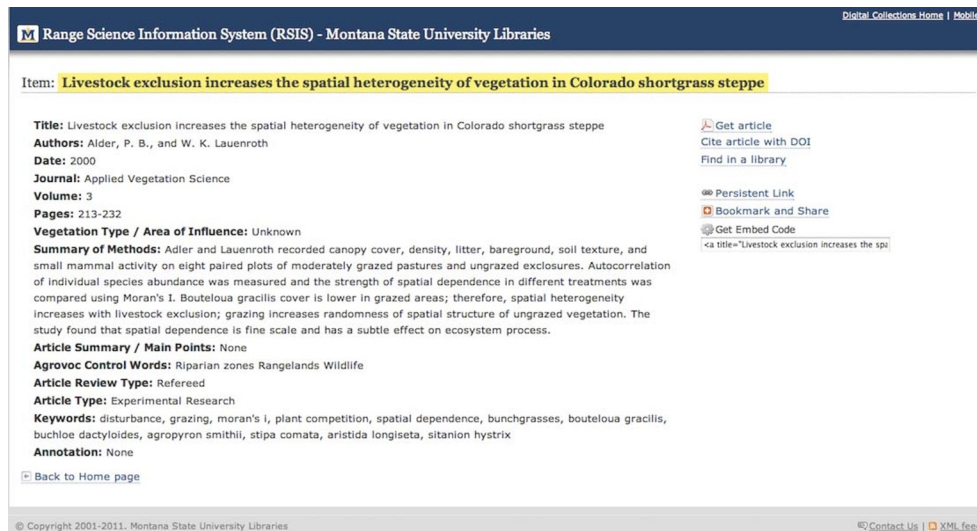 Digital Collections Home | Mobile
M Range Science Information System (RSIS) - Montana State University Libraries
Item: Livestock exclusion increases the spatial heterogeneity of vegetation in Colorado shortgrass steppe
Title: Livestock exclusion increases the spatial heterogeneity of vegetation in Colorado shortgrass steppe
Authors: Alder, P. B., and W. K. Lauenroth
Date: 2000
Journal: Applied Vegetation Science
Volume: 3
Pages: 213-232
Vegetation Type / Area of Influence: Unknown
Summary of Methods: Adler and Lauenroth recorded canopy cover, density, litter, bareground, soil texture, and
small mammal activity on eight paired plots of moderately grazed pastures and ungrazed exclosures. Autocorrelation
of individual species abundance was measured and the strength of spatial dependence in different treatments was
compared using Moran's I. Bouteloua gracilis cover is lower in grazed areas; therefore, spatial heterogeneity
increases with livestock exclusion; grazing increases randomness of spatial structure of ungrazed vegetation. The
study found that spatial dependence is fine scale and has a subtle effect on ecosystem process.
Article Summary / Main Points: None
Agrovoc Control Words: Riparian zones Rangelands Wildlife
Article Review Type: Refereed
Article Type: Experimental Research
Keywords: disturbance, grazing, moran's i, plant competition, spatial dependence, bunchgrasses, bouteloua gracilis,
buchloe dactyloides, agropyron smithii, stipa comata, aristida longiseta, sitanion hystrix
Annotation: None
Back to Home page
Get article
Cite article with DOI
Find in a library
Persistent Link
Bookmark and Share
Get Embed Code
<a title="Livestock exclusion increases the spa
© Copyright 2001-2011. Montana State University Libraries
Contact Us | XML fee